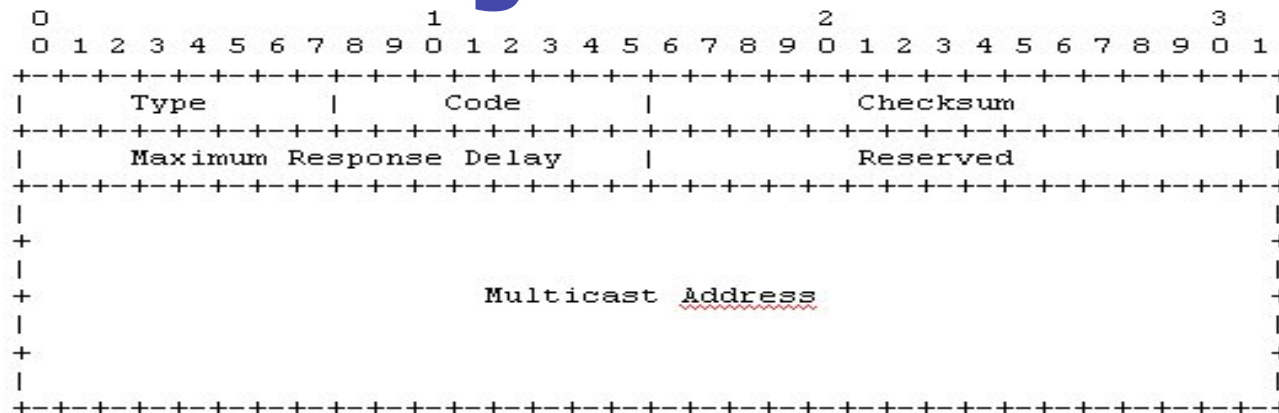 0 1 2 3
0 1 2 3 4 5 6 7 8 9 0 1 2 3 4 5 6 7 8 9 0 1 2 3 4 5 6 7 8 9 0 1
+-+-+-+-+-+-+-+-+-+-+-+-+-+-+-+-+-+-+-+-+-+-+-+-+-+-+-+-+-+-+-+-+
| Type | Code | Checksum |
+-+-+-+-+-+-+-+-+-+-+-+-+-+-+-+-+-+-+-+-+-+-+-+-+-+-+-+-+-+-+-+-+
| Maximum Response Delay | Reserved |
+-+-+-+-+-+-+-+-+-+-+-+-+-+-+-+-+-+-+-+-+-+-+-+-+-+-+-+-+-+-+-+-+
| |
+ +
| |
+ Multicast Address +
| |
+ +
| |
+-+-+-+-+-+-+-+-+-+-+-+-+-+-+-+-+-+-+-+-+-+-+-+-+-+-+-+-+-+-+-+-+